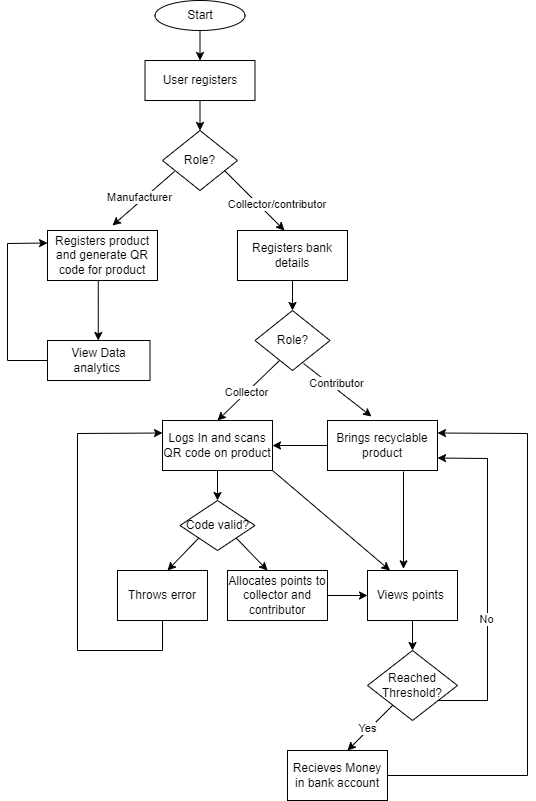 Start
User registers
Role?
Manufacturer
Collector/contributor
Registers product
and generate QR
code for product
Registers bank
details
View Data
analytics
Role?
Collector
Contributor
Logs In and scans
QR code on product
Brings recyclable
product
Code valid?
Throws error
Allocates points to
collector and
contributor
Views points
No
Reached
Threshold?
Yes
Recieves Money
in bank account